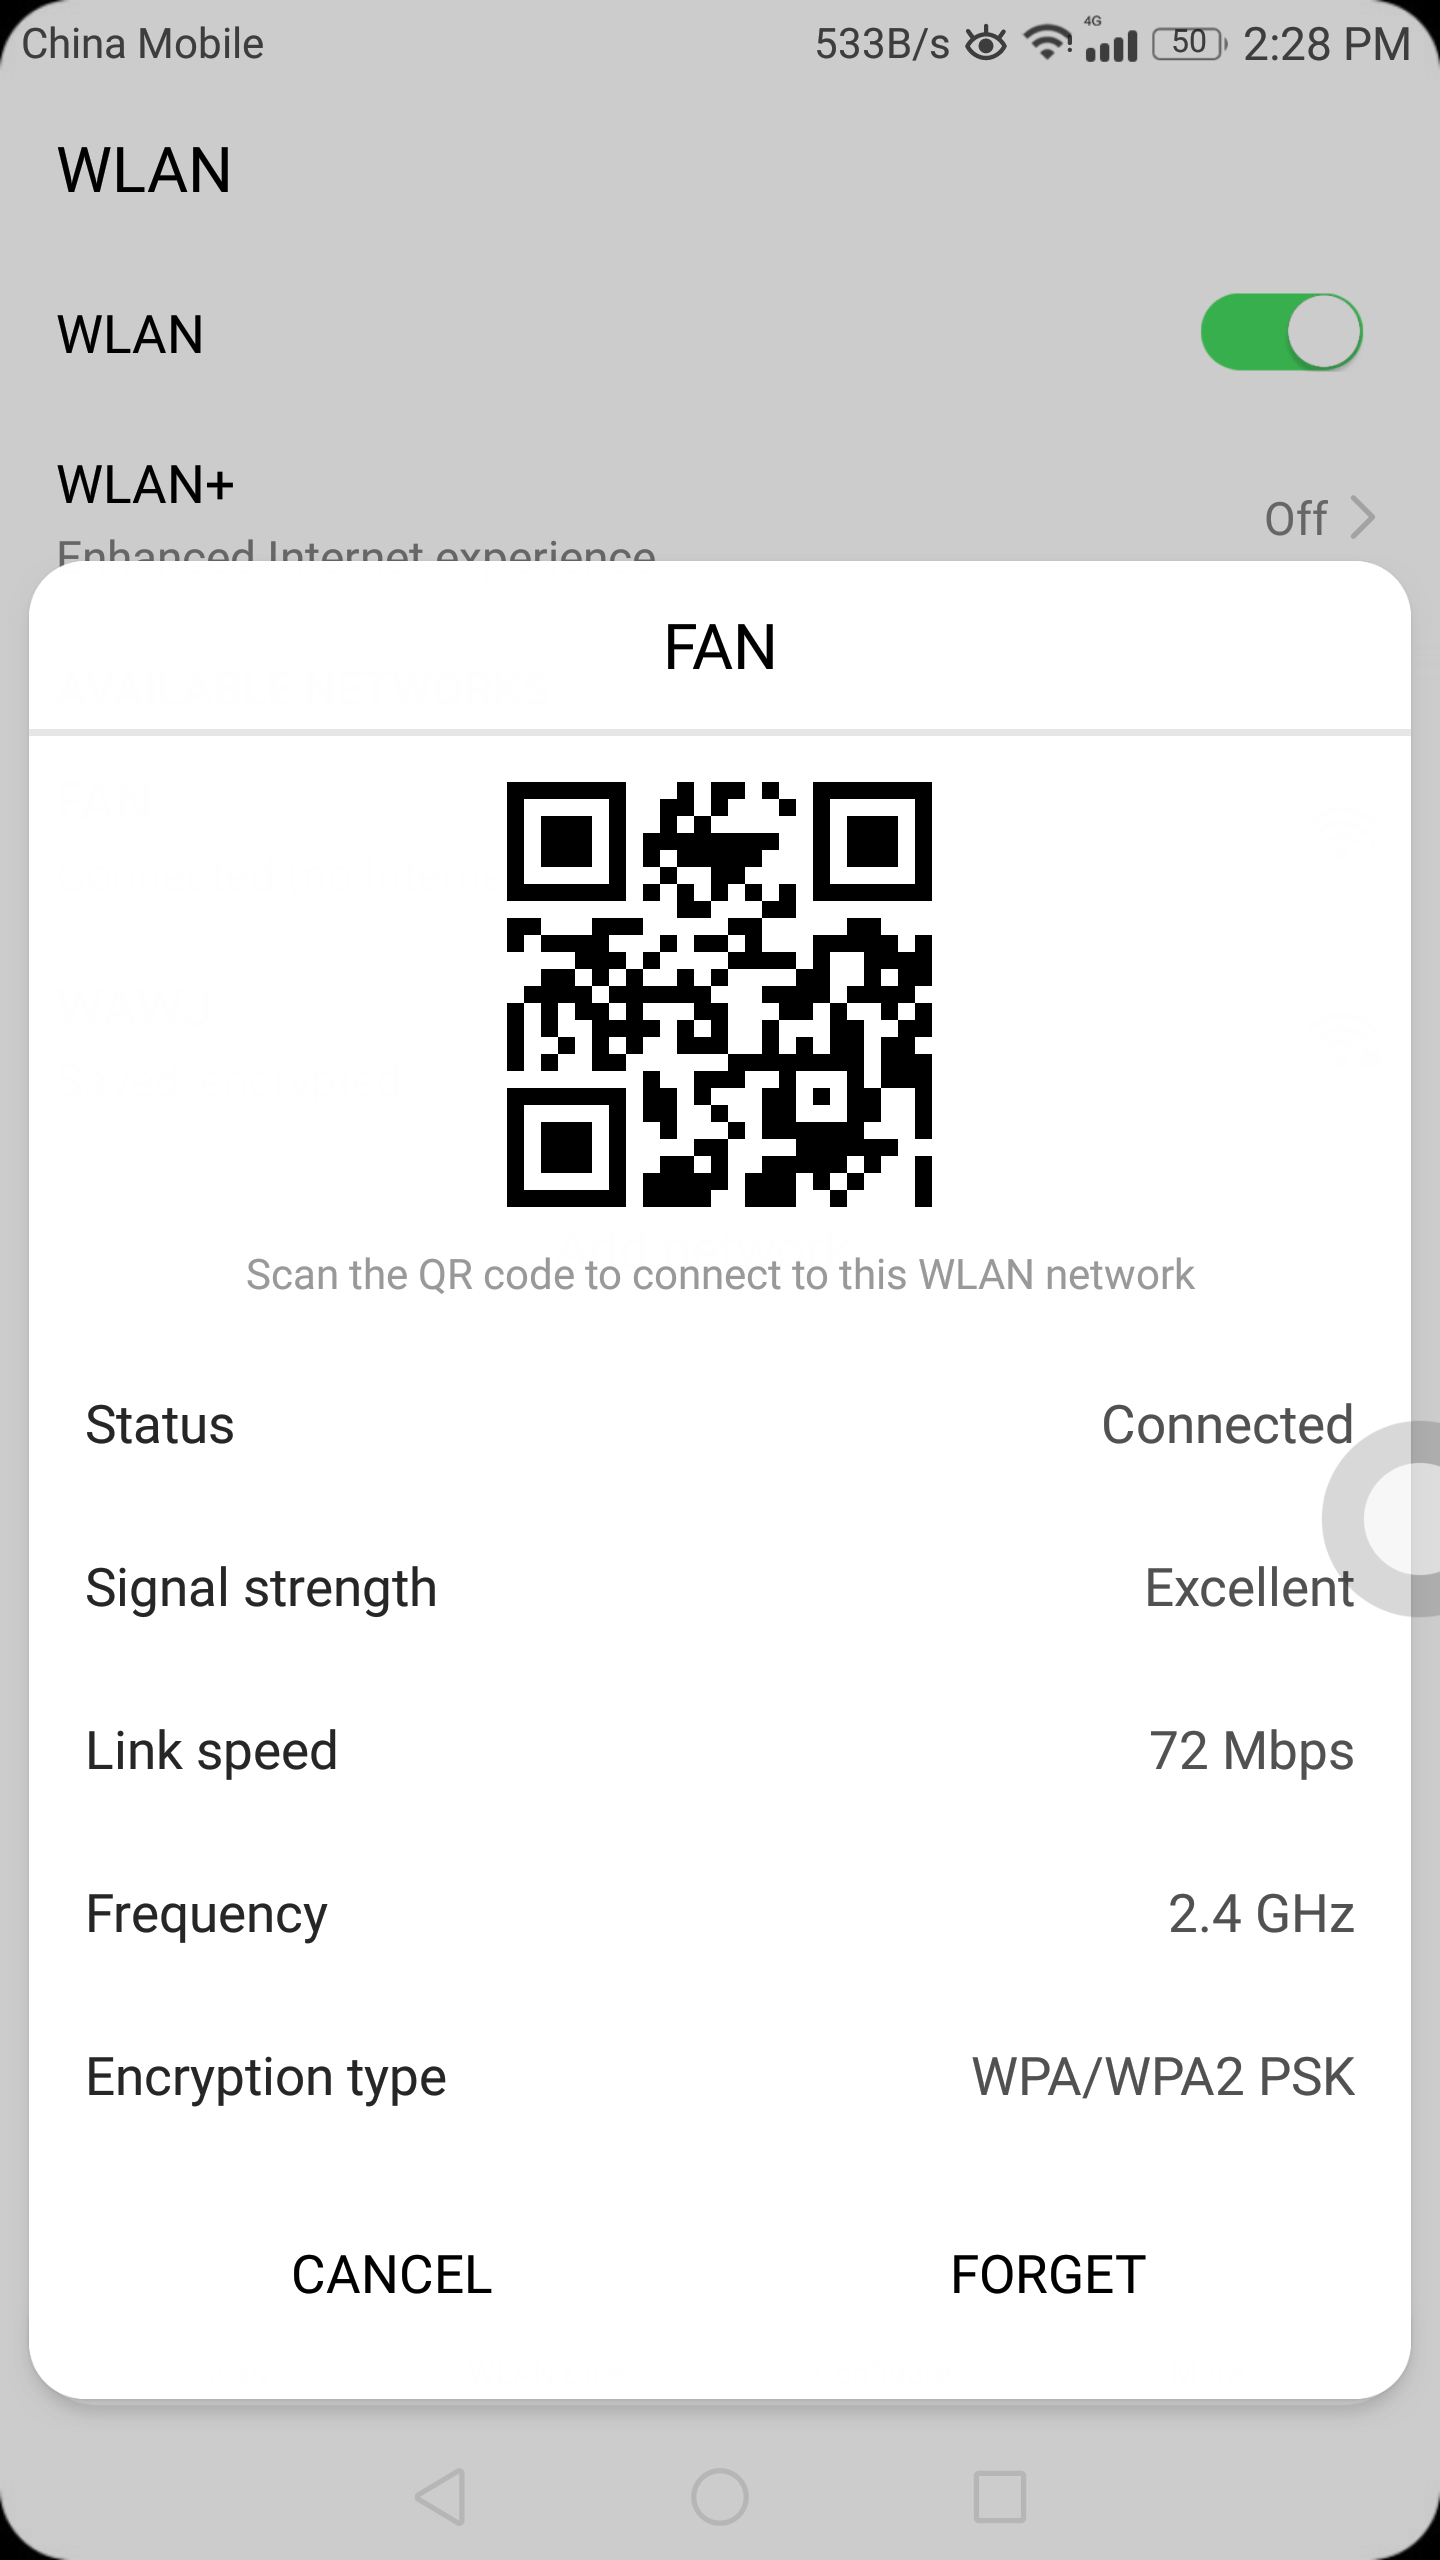 China Mobile 533B/s 4G 50 2:28 PM
WLAN
WLAN
WLAN+
Off
Enhanced Internet experience
FAN
Scan the QR code to connect to this WLAN network
Status Connected
Signal strength Excellent
Link speed 72 Mbps
Frequency 2.4 GHz
Encryption type WPA/WPA2 PSK
CANCEL FORGET